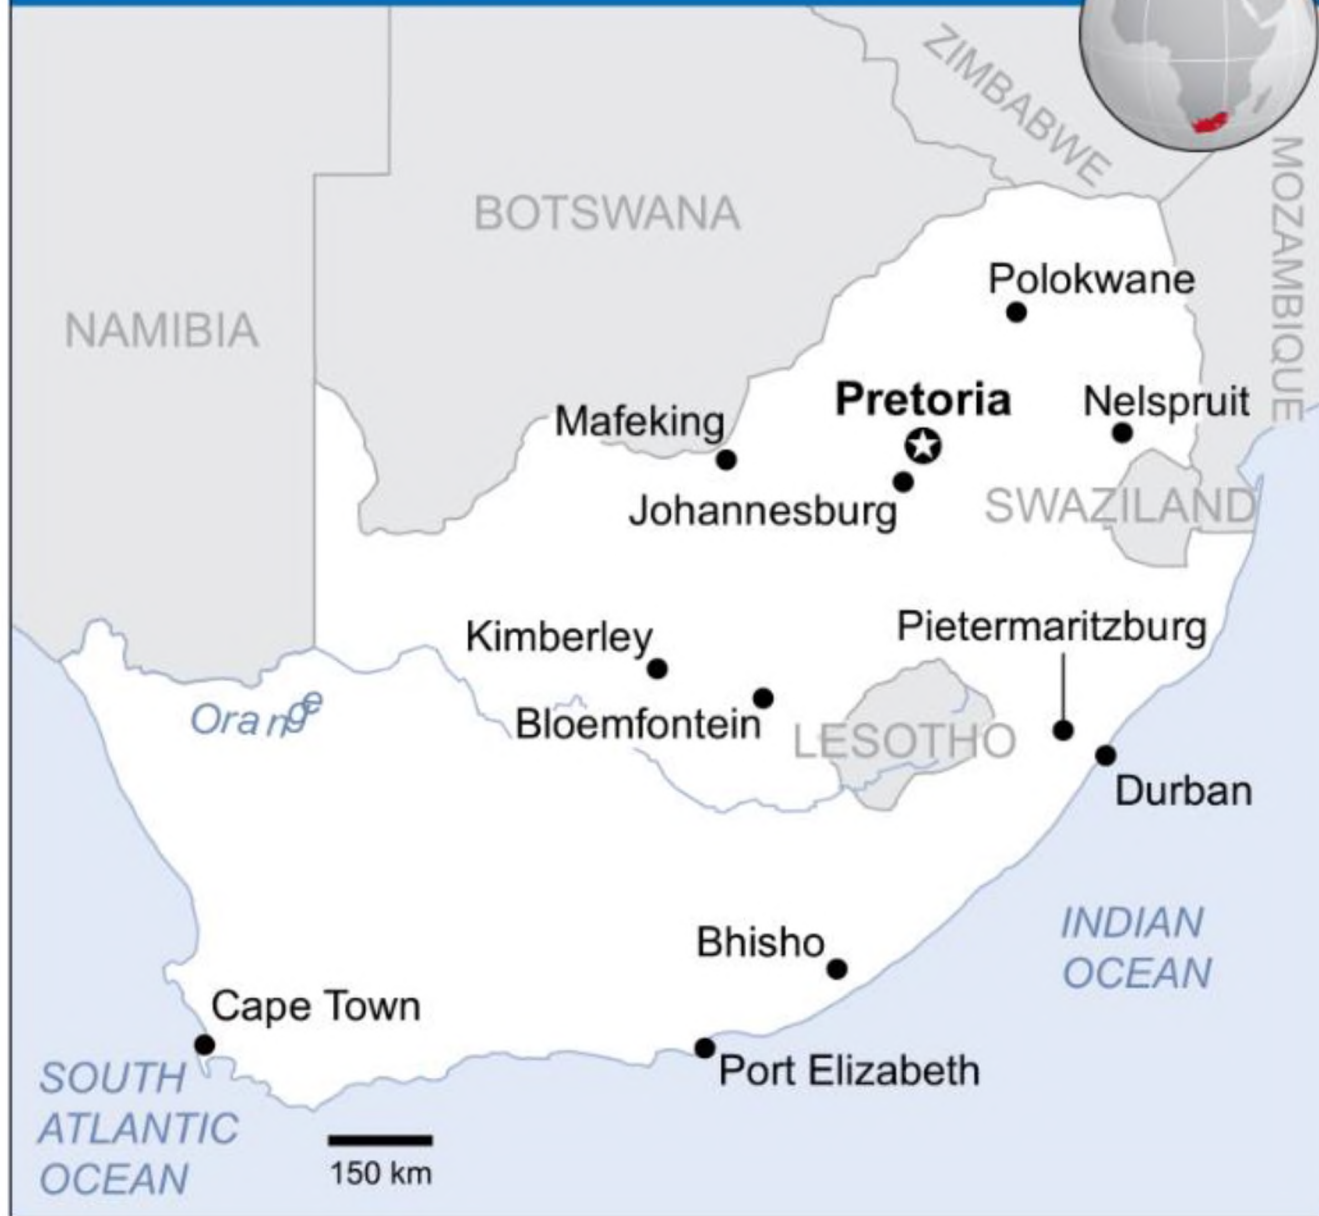 ZIMBABWE
MOZAMBIQUE
BOTSWANA
NAMIBIA
Polokwane
Pretoria
Nelspruit
Mafeking
Johannesburg
SWAZILAND
Pietermaritzburg
Kimberley
Orange
Bloemfontein
LESOTHO
Durban
INDIAN
OCEAN
Bhisho
Cape Town
Port Elizabeth
SOUTH
ATLANTIC
OCEAN
150 km